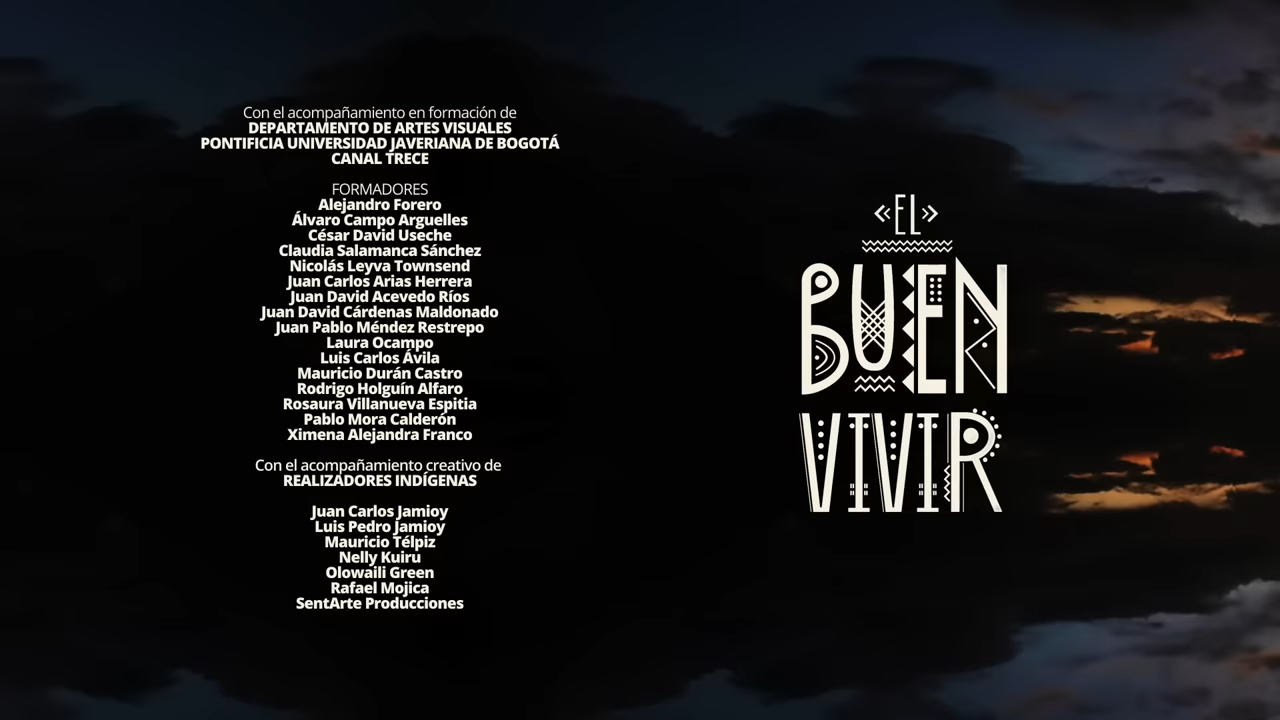 Con el acompañamiento en formación de
DEPARTAMENTO DE ARTES VISUALES
PONTIFICIA UNIVERSIDAD JAVERIANA DE BOGOTÁ
CANAL TRECE
FORMADORES
Alejandro Forero
Álvaro Campo Arguelles
César David Useche
Claudia Salamanca Sánchez
Nicolás Leyva Townsend
Juan Carlos Arias Herrera
Juan David Acevedo Ríos
Juan David Cárdenas Maldonado
Juan Pablo Méndez Restrepo
Laura Ocampo
Luis Carlos Ávila
Mauricio Durán Castro
Rodrigo Holguín Alfaro
Rosaura Villanueva Espitia
Pablo Mora Calderón
Ximena Alejandra Franco
Con el acompañamiento creativo de
REALIZADORES INDÍGENAS
Juan Carlos Jamioy
Luis Pedro Jamioy
Mauricio Télpiz
Nelly Kuiru
Olowaili Green
Rafael Mojica
SentArte Producciones
«EL»
BUEN
VIVIR